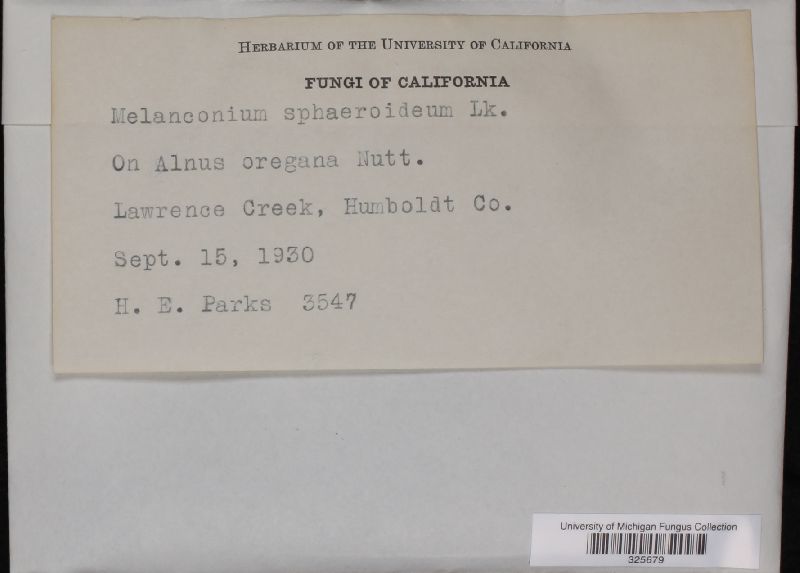 HERBARIUM OF THE UNIVERSITY OF CALIFORNIA
FUNGI OF CALIFORNIA
Melanconium sphaeroideum Lk.
On Alnus oregana Nutt.
Lawrence Creek, Humboldt Co.
Sept. 15, 1930
H. E. Parks 3547
University of Michigan Fungus Collection
325679